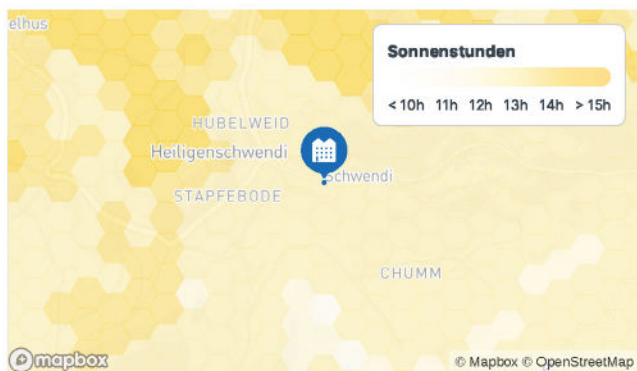 elhus
Sonnenstunden
< 10h 11h 12h 13h 14h > 15h
HUBELWEID
Heiligenschwendi
Schwendi
STAPFEBODE
CHUMM
mapbox
© Mapbox © OpenStreetMap